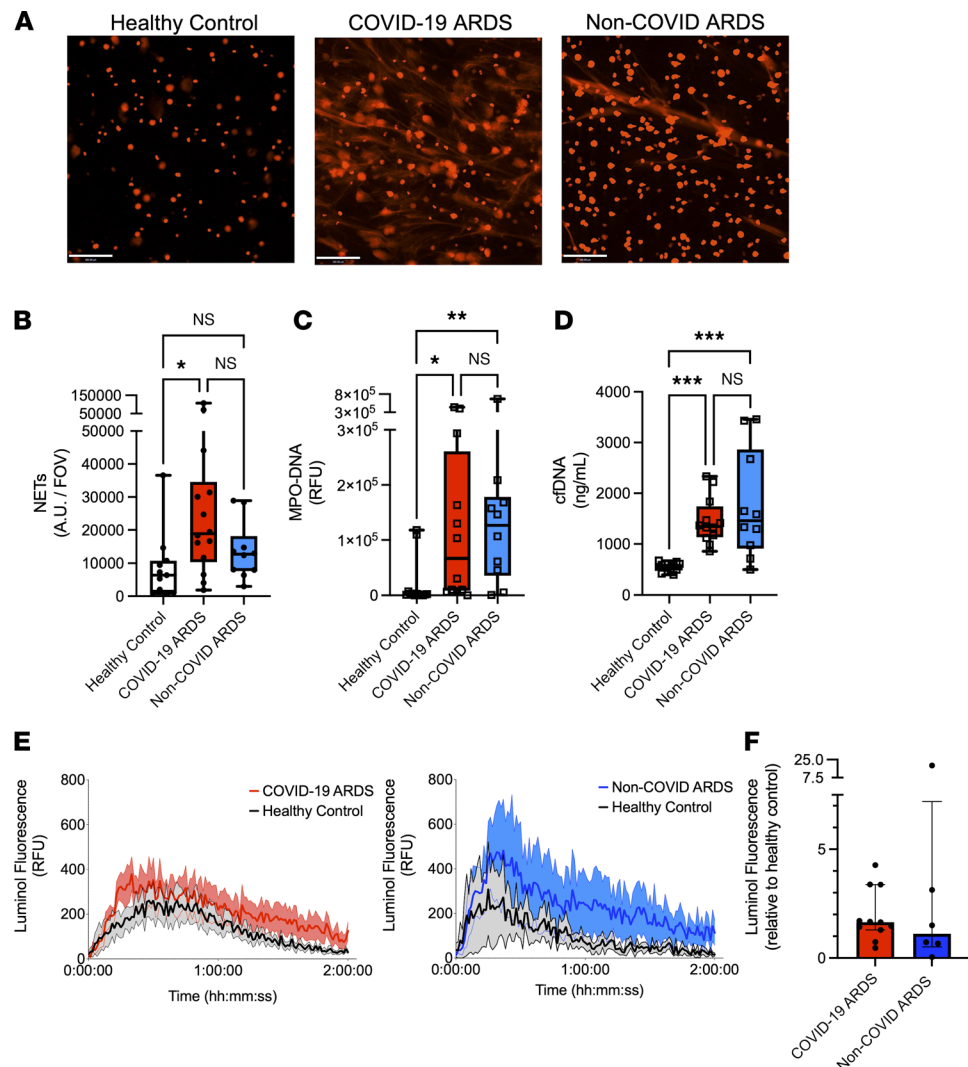 A
Healthy Control
COVID-19 ARDS
Non-COVID ARDS
B
NS
*
NS
150000
50000
50000
40000
30000
20000
10000
0
NETs
(A.U. / FOV)
Healthy Control
COVID-19 ARDS
Non-COVID ARDS
C
**
*
NS
8×10⁵
3×10⁵
3×10⁵
2×10⁵
1×10⁵
0
MPO-DNA
(RFU)
Healthy Control
COVID-19 ARDS
Non-COVID ARDS
D
***
***
NS
4000
3000
2000
1000
0
cfDNA
(ng/mL)
Healthy Control
COVID-19 ARDS
Non-COVID ARDS
E
800
600
400
200
0
Luminol Fluorescence
(RFU)
COVID-19 ARDS
Healthy Control
0:00:00
1:00:00
2:00:00
Time (hh:mm:ss)
800
600
400
200
0
Luminol Fluorescence
(RFU)
Non-COVID ARDS
Healthy Control
0:00:00
1:00:00
2:00:00
Time (hh:mm:ss)
F
25.0
7.5
5
0
Luminol Fluorescence
(relative to healthy control)
COVID-19 ARDS
Non-COVID ARDS